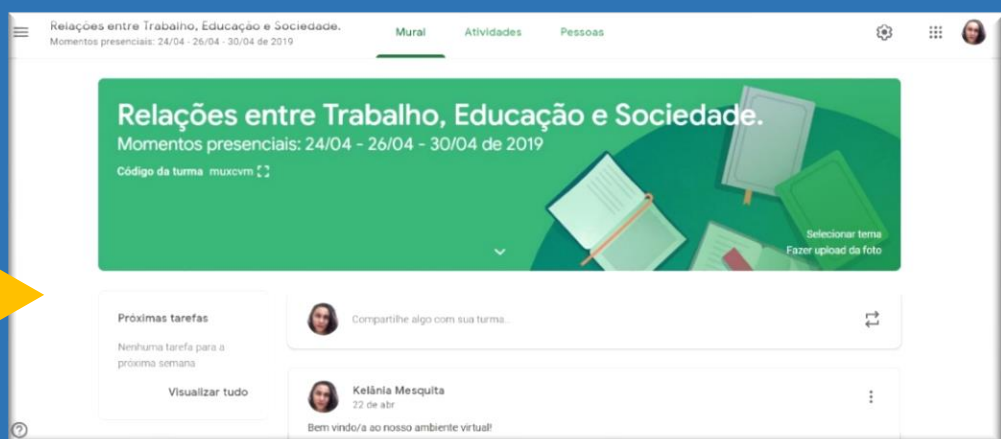 Relações entre Trabalho, Educação e Sociedade.
Momentos presenciais: 24/04 - 26/04 - 30/04 de 2019
Mural Atividades Pessoas
Relações entre Trabalho, Educação e Sociedade.
Momentos presenciais: 24/04 - 26/04 - 30/04 de 2019
Código da turma muxcvm
Selecionar tema
Fazer upload da foto
Próximas tarefas
Nenhuma tarefa para a
próxima semana
Visualizar tudo
Compartilhe algo com sua turma...
Kelânia Mesquita
22 de abr
Bem vindo/a ao nosso ambiente virtual!